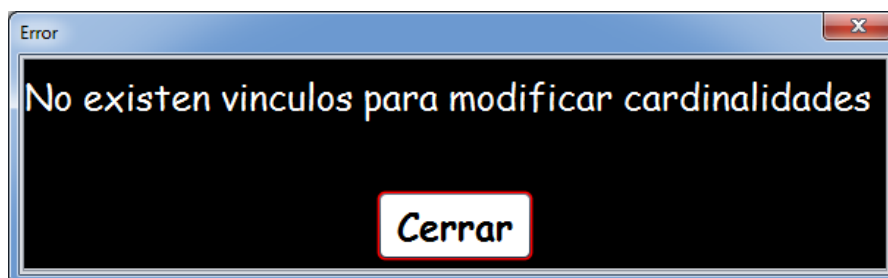 Error
No existen vinculos para modificar cardinalidades
Cerrar